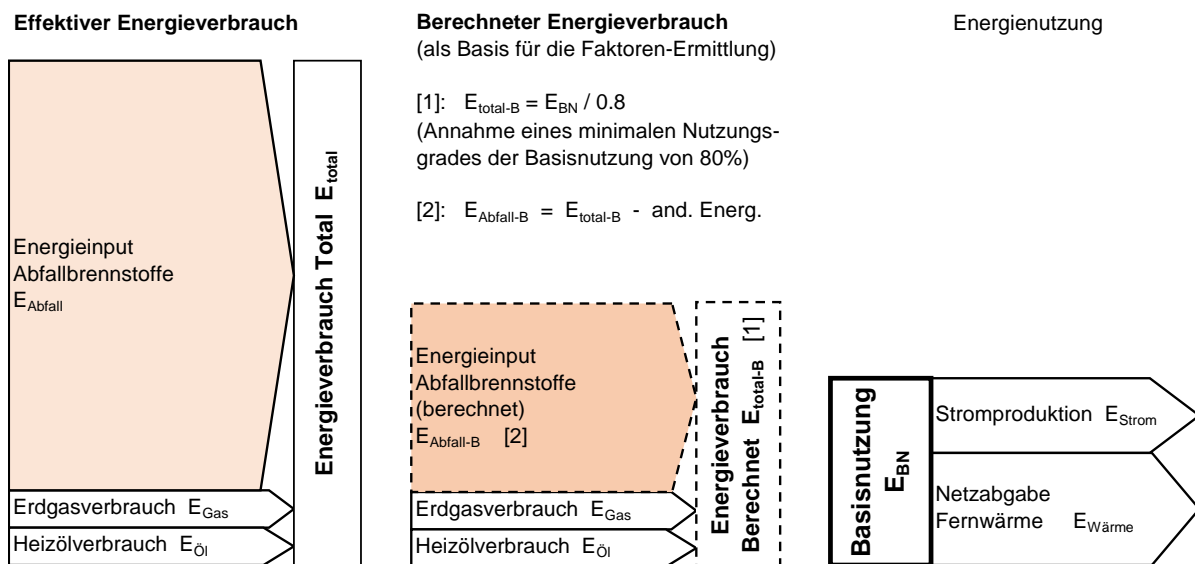 Effektiver Energieverbrauch
Energieinput
Abfallbrennstoffe
E_Abfall
Erdgasverbrauch E_Gas
Heizölverbrauch E_Öl
Energieverbrauch Total E_total
Berechneter Energieverbrauch
(als Basis für die Faktoren-Ermittlung)
[1]: E_total-B = E_BN / 0.8
(Annahme eines minimalen Nutzungs-
grades der Basisnutzung von 80%)
[2]: E_Abfall-B = E_total-B - and. Energ.
Energieinput
Abfallbrennstoffe
(berechnet)
E_Abfall-B [2]
Erdgasverbrauch E_Gas
Heizölverbrauch E_Öl
Energieverbrauch
Berechnet E_total-B [1]
Energienutzung
Basisnutzung
E_BN
Stromproduktion E_Strom
Netzabgabe
Fernwärme E_Wärme